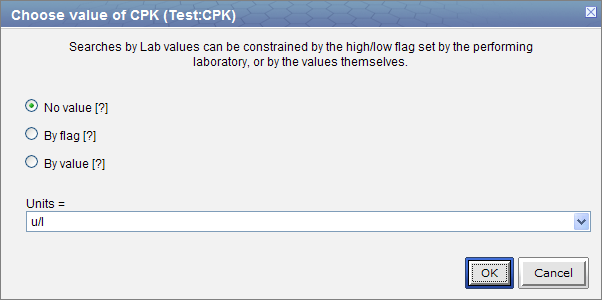 Choose value of CPK (Test:CPK)
Searches by Lab values can be constrained by the high/low flag set by the performing
laboratory, or by the values themselves.
No value [?]
By flag [?]
By value [?]
Units =
u/l
OK Cancel